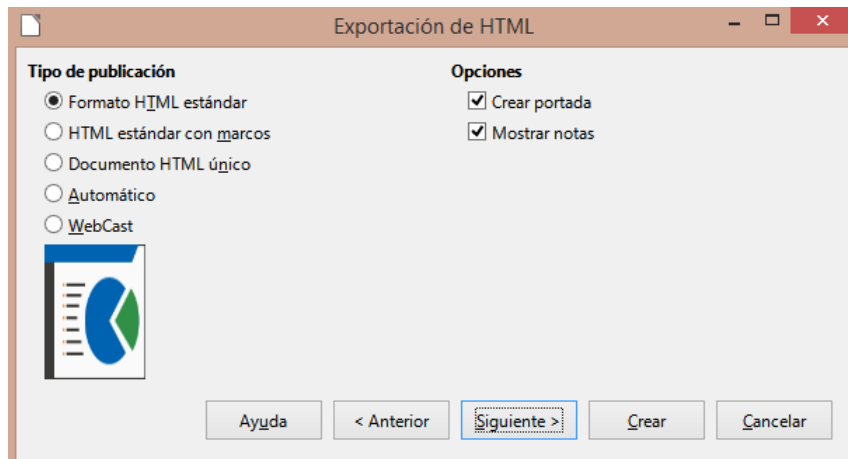 Exportación de HTML
Tipo de publicación
Formato HTML estándar
HTML estándar con marcos
Documento HTML único
Automático
WebCast
Opciones
Crear portada
Mostrar notas
Ayuda
< Anterior
Siguiente >
Crear
Cancelar